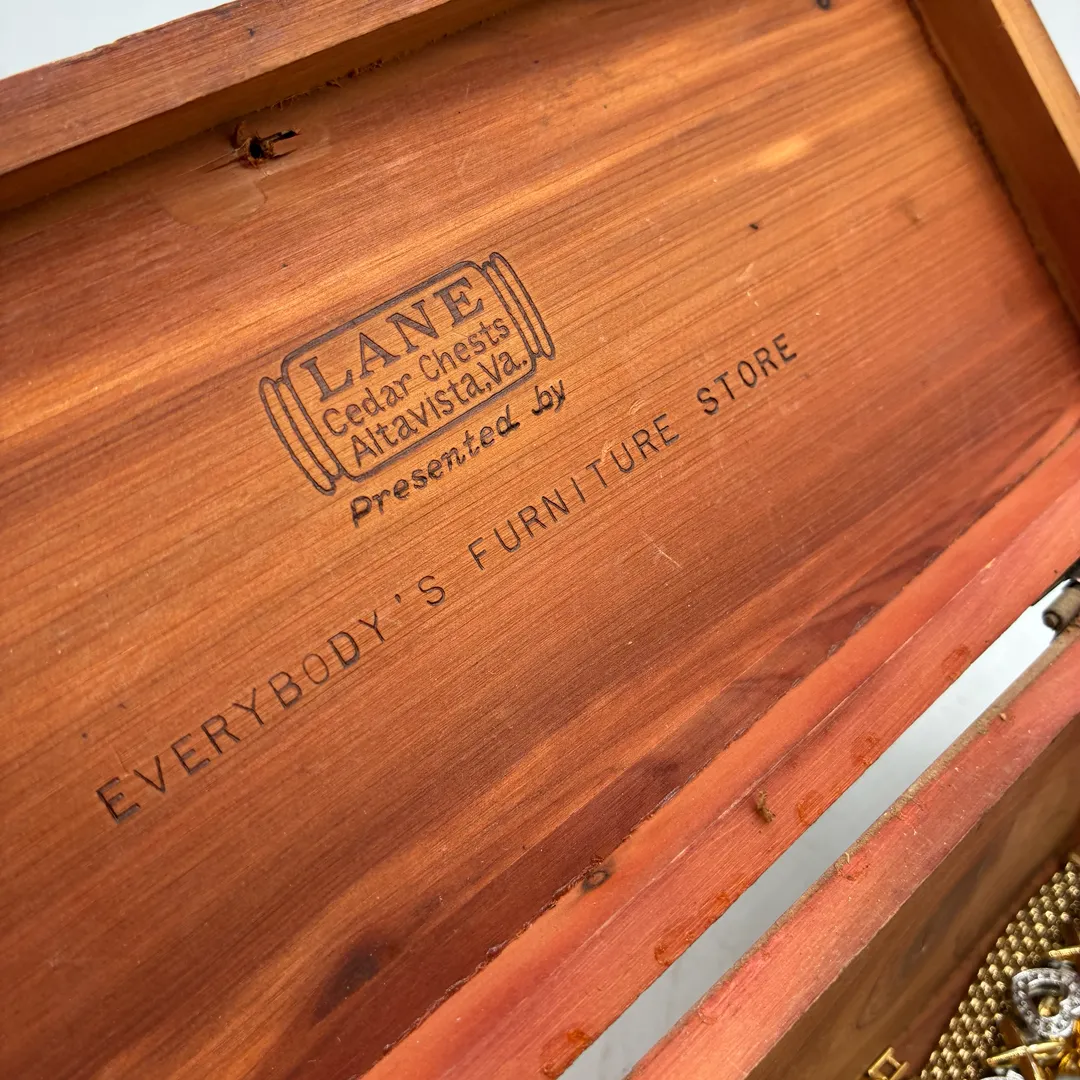 LANE
Cedar Chests
Altavista, Va.
Presented by
EVERYBODY'S FURNITURE STORE